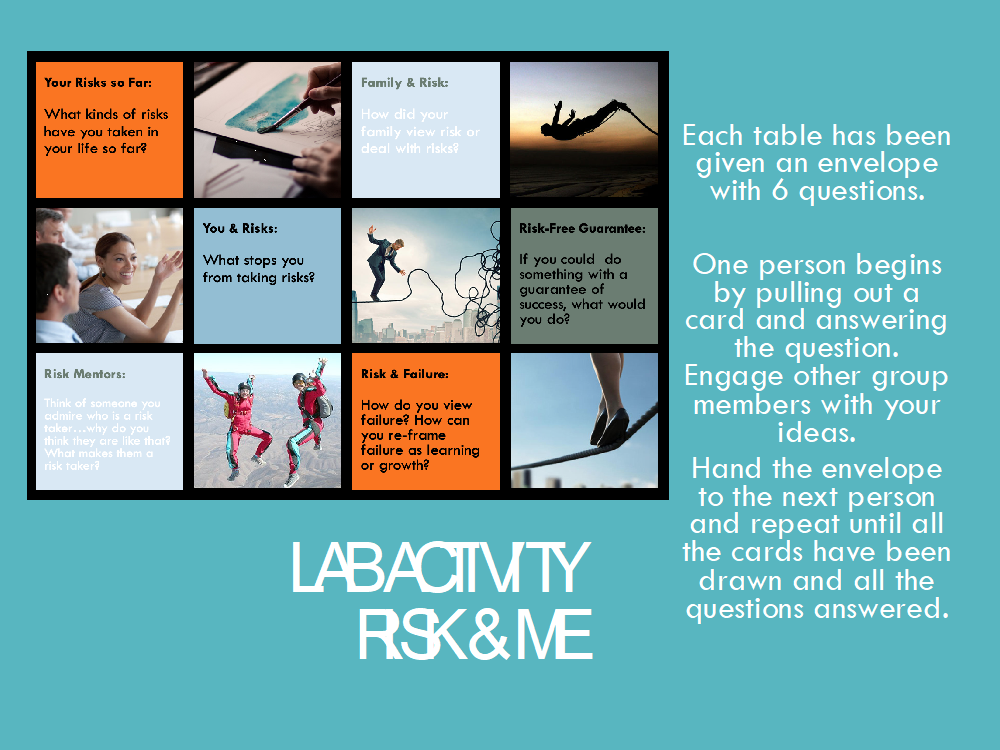 Your Risks so Far:
What kinds of risks
have you taken in
your life so far?
Family & Risk:
How did your
family view risk or
deal with risks?
You & Risks:
What stops you
from taking risks?
Risk-Free Guarantee:
If you could  do
something with a
guarantee of
success, what would
you do?
Risk Mentors:
Think of someone you
admire who is a risk
taker...why do you
think they are like that?
What makes them a
risk taker?
Risk & Failure:
How do you view
failure? How can
you re-frame
failure as learning
or growth?
LAB ACTIVITY
RISK & ME
Each table has been
given an envelope
with 6 questions.
One person begins
by pulling out a
card and answering
the question.
Engage other group
members with your
ideas.
Hand the envelope
to the next person
and repeat until all
the cards have been
drawn and all the
questions answered.